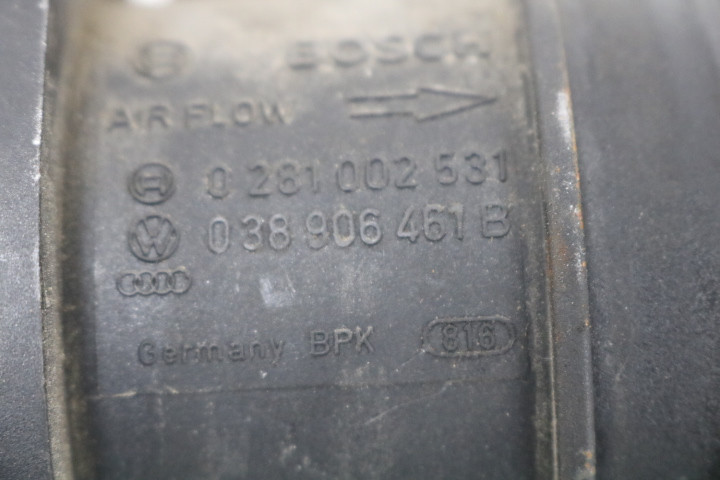 BOSCH
AIR FLOW
0 281 002 531
038 906 461 B
Germany BPK 816